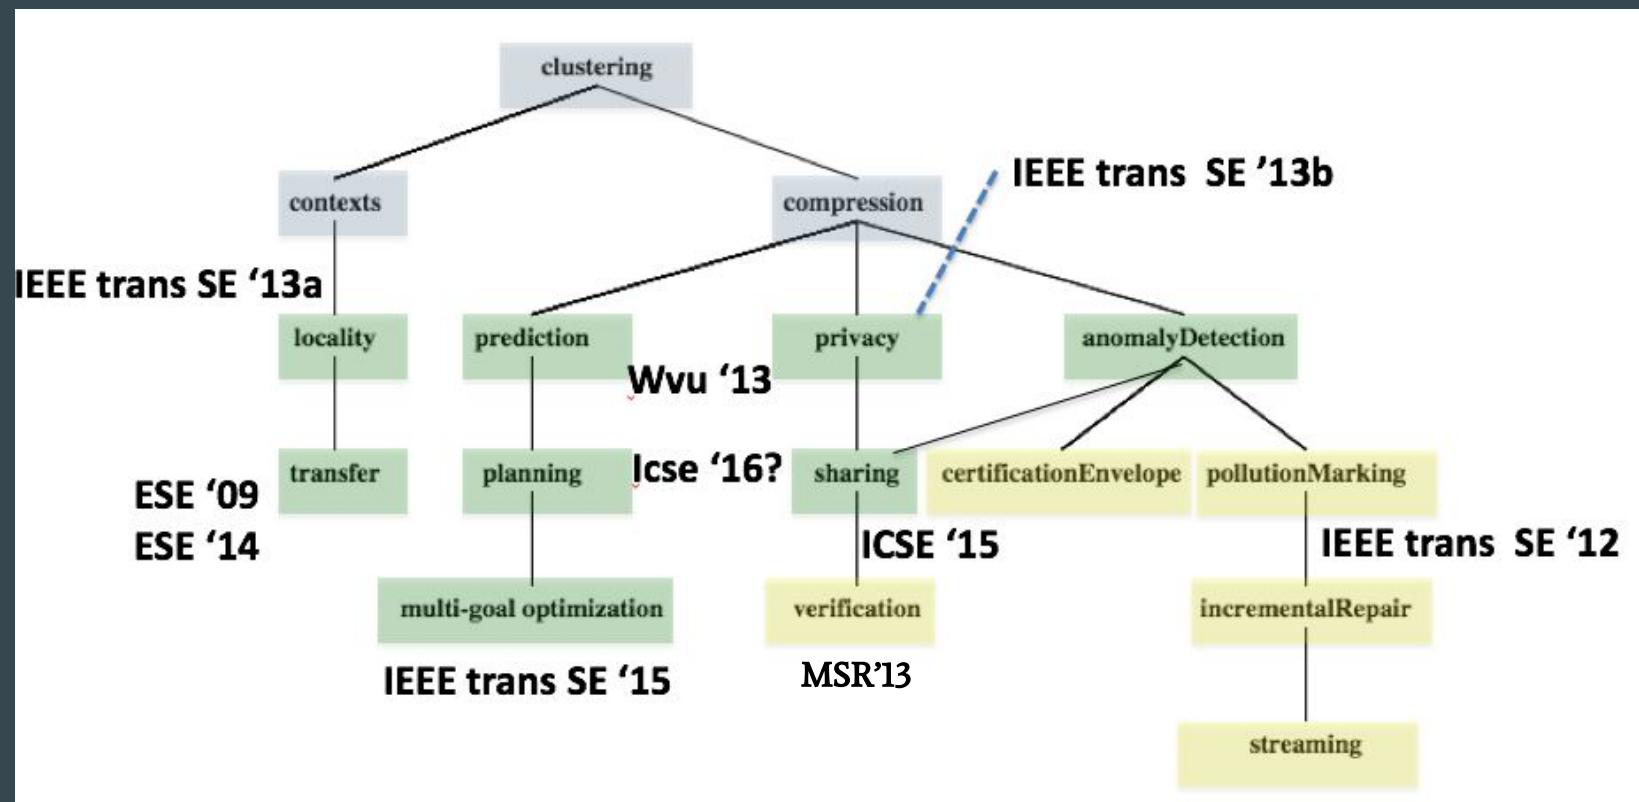 clustering
IEEE trans  SE ’13b
contexts
compression
IEEE trans SE ‘13a
locality
prediction
privacy
anomalyDetection
Wvu ‘13
transfer
planning
Icse ‘16?
sharing
certificationEnvelope
pollutionMarking
ESE ‘09
ESE ‘14
ICSE ‘15
IEEE trans  SE ‘12
multi-goal optimization
verification
incrementalRepair
IEEE trans SE ‘15
MSR’13
streaming